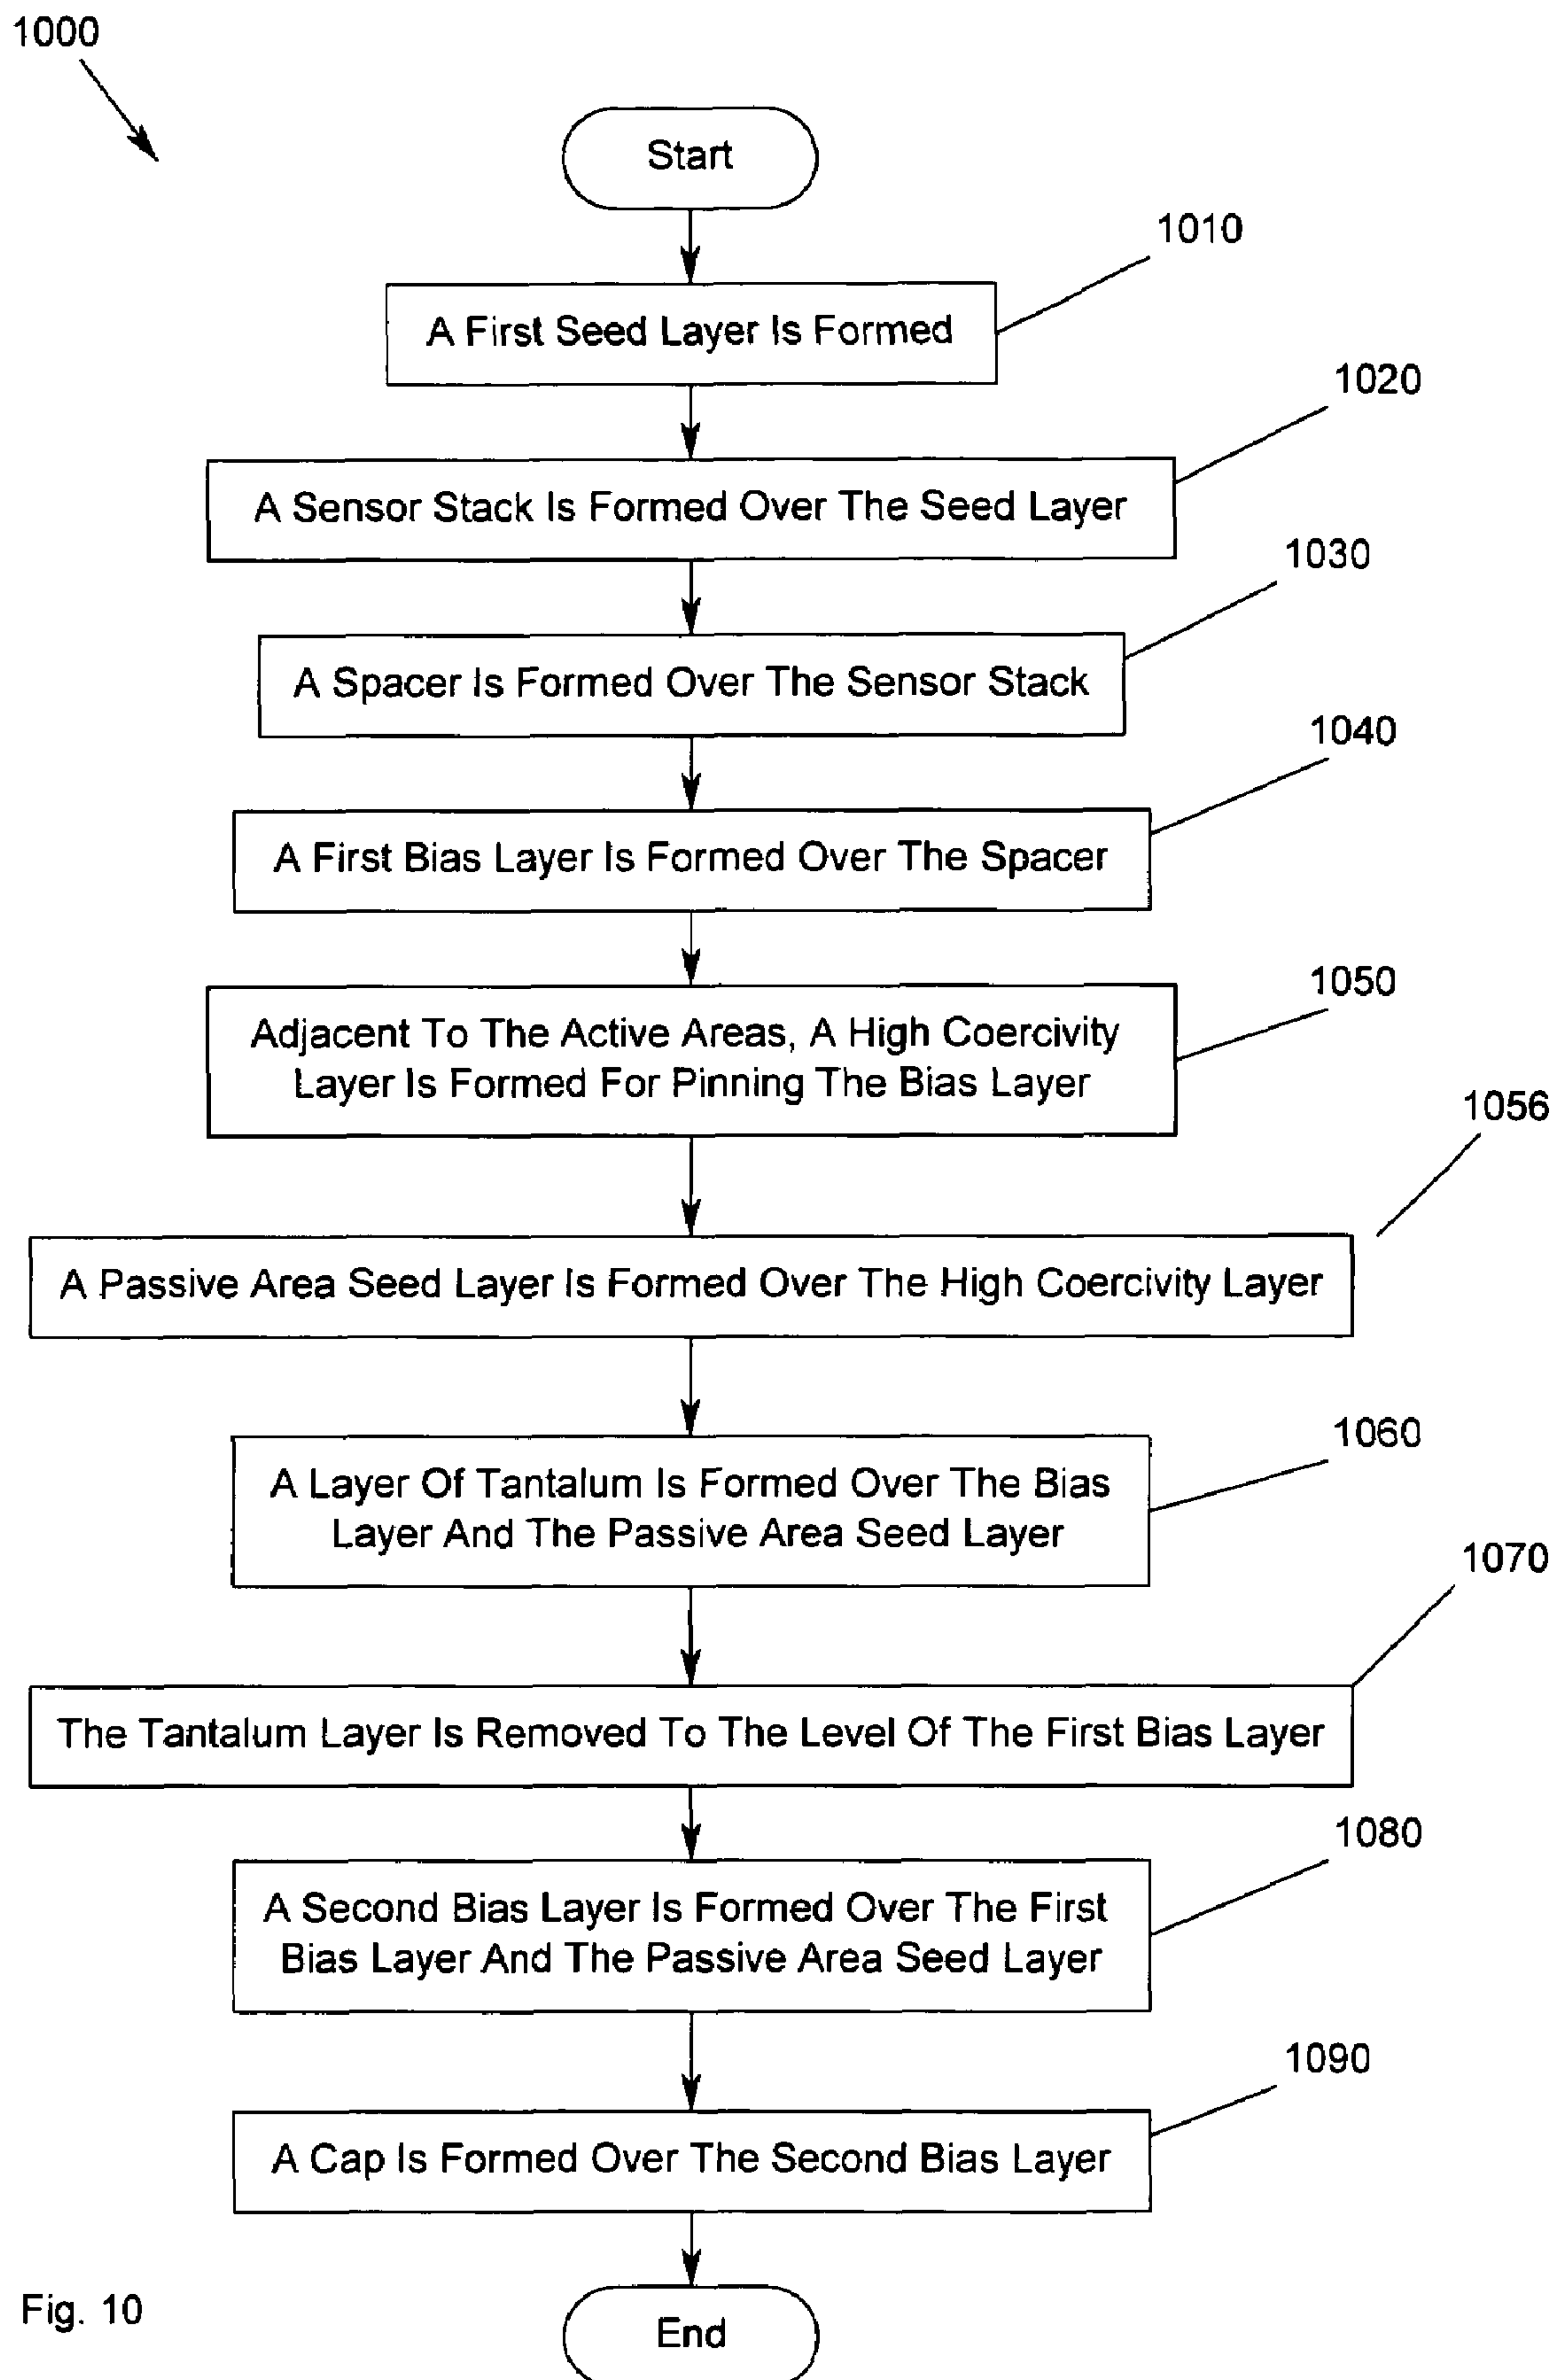 1000
Start
1010
A First Seed Layer Is Formed
1020
A Sensor Stack Is Formed Over The Seed Layer
1030
A Spacer Is Formed Over The Sensor Stack
1040
A First Bias Layer Is Formed Over The Spacer
1050
Adjacent To The Active Areas, A High Coercivity
Layer Is Formed For Pinning The Bias Layer
1056
A Passive Area Seed Layer Is Formed Over The High Coercivity Layer
1060
A Layer Of Tantalum Is Formed Over The Bias
Layer And The Passive Area Seed Layer
1070
The Tantalum Layer Is Removed To The Level Of The First Bias Layer
1080
A Second Bias Layer Is Formed Over The First
Bias Layer And The Passive Area Seed Layer
1090
A Cap Is Formed Over The Second Bias Layer
Fig. 10
End